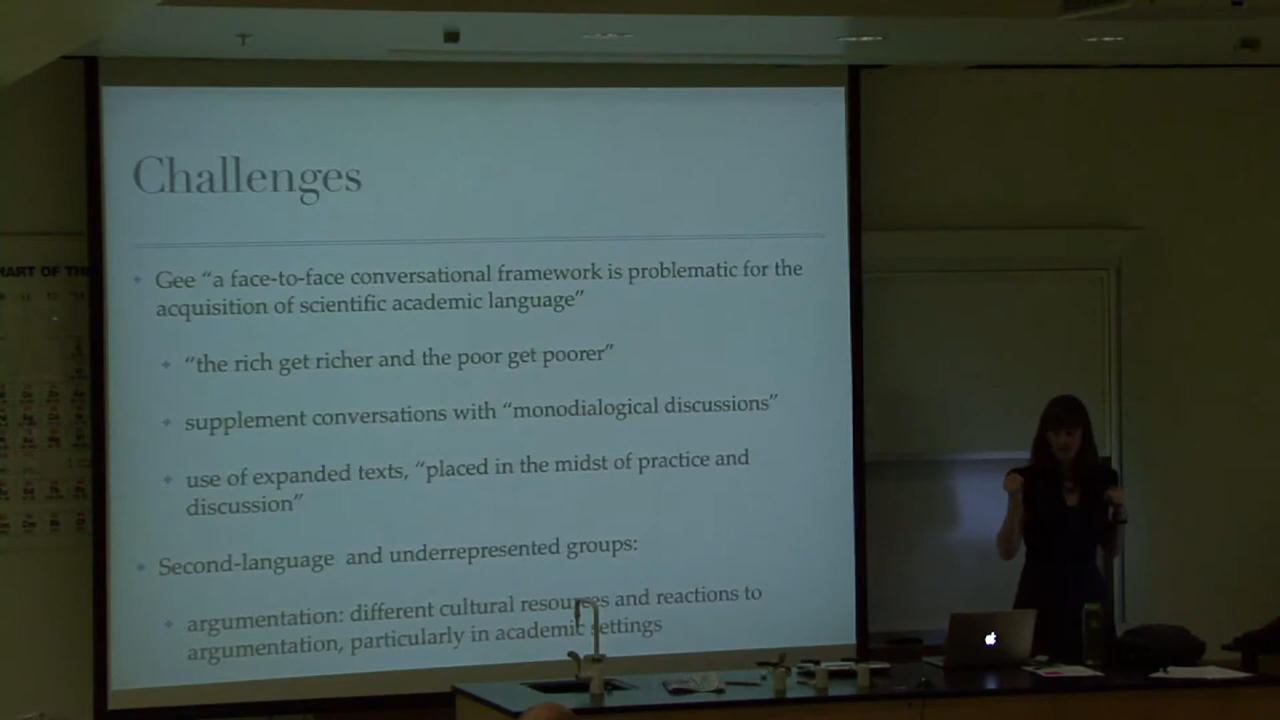 Challenges
Gee “a face-to-face conversational framework is problematic for the
acquisition of scientific academic language”
“the rich get richer and the poor get poorer”
supplement conversations with “monodialogical discussions”
use of expanded texts, “placed in the midst of practice and
discussion”
Second-language and underrepresented groups:
argumentation: different cultural resources and reactions to
argumentation, particularly in academic settings
HART OF THE